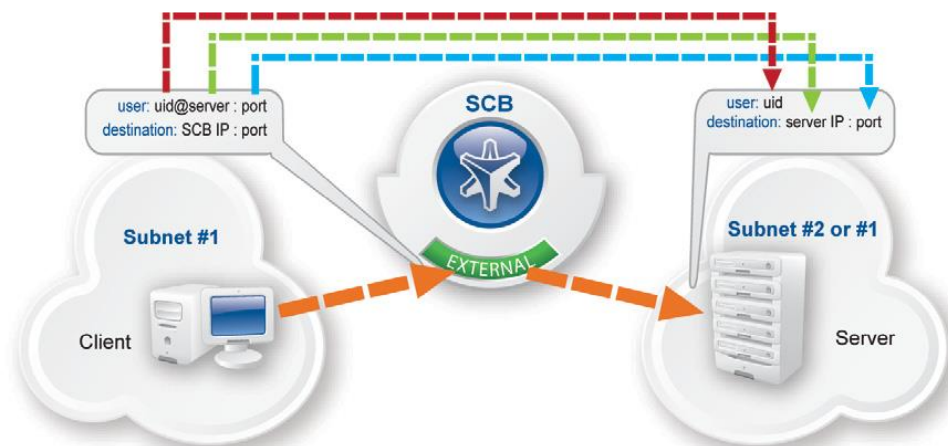 SCB
user: uid@server : port
destination: SCB IP : port
user: uid
destination: server IP : port
Subnet #1
Subnet #2 or #1
EXTERNAL
Client
Server